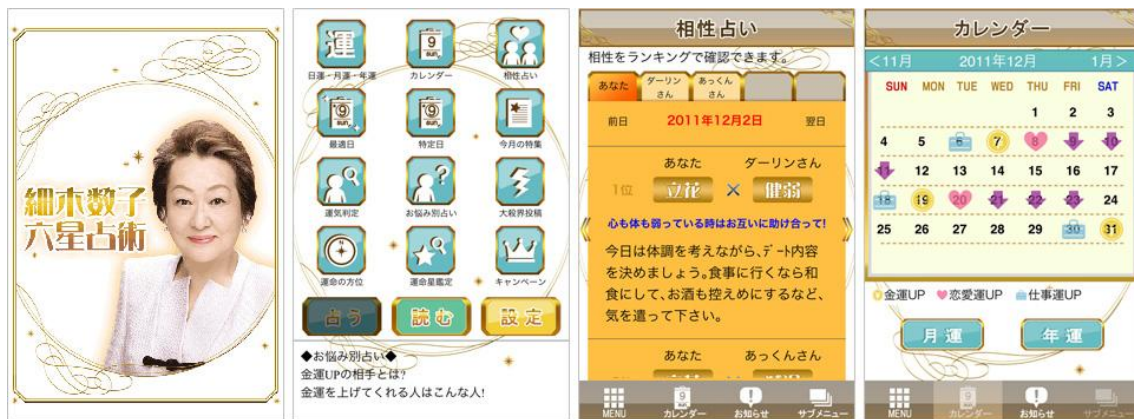 細木数子
六星占術
運
9
日運・月運・年運
カレンダー
相性占い
9
SUN
9
SUN
最適日
特定日
今月の特集
?
運気判定
お悩み別占い
大殺界投稿
運命の方位
運命星鑑定
キャンペーン
占う
読む
設定
◆お悩み別占い◆
金運UPの相手とは?
金運を上げてくれる人はこんな人!
相性占い
相性をランキングで確認できます。
あなた
ダーリン
さん
あっくん
さん
前日
2011年12月2日
翌日
あなた
ダーリンさん
1位
立花
×
健弱
心も体も弱っている時はお互いに助け合って!
今日は体調を考えながら、デート内容
を決めましょう。食事に行くなら和
食にして、お酒も控えめにするなど、
気を遣って下さい。
あなた
あっくんさん
MENU
カレンダー
お知らせ
サブメニュー
カレンダー
<11月
2011年12月
1月>
SUN MON TUE WED THU FRI SAT
1 2 3
4 5 6 7 8 9 10
11 12 13 14 15 16 17
18 19 20 21 22 23 24
25 26 27 28 29 30 31
金運UP 恋愛運UP 仕事運UP
月運
年運
MENU
カレンダー
お知らせ
サブメニュー